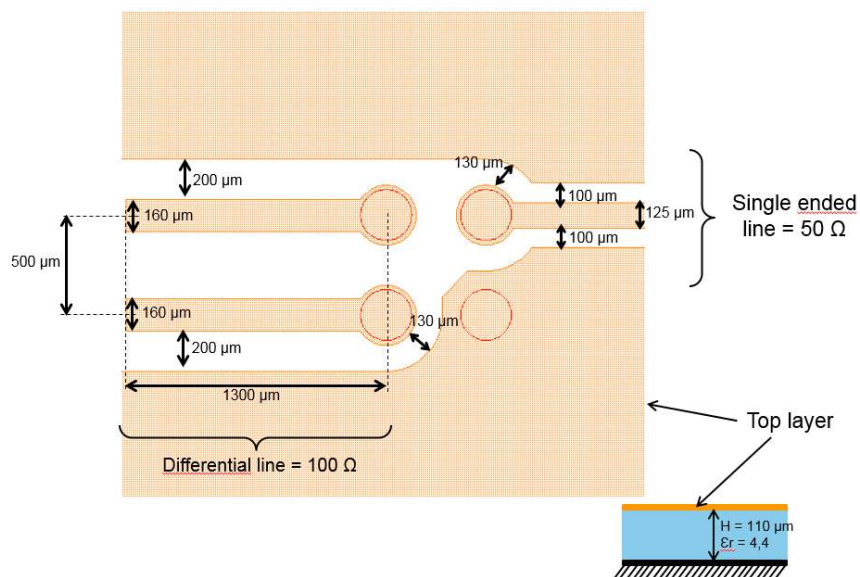 130 µm
200 µm
100 µm
160 µm
125 µm
Single ended
line = 50 Ω
100 µm
500 µm
160 µm
130 µm
200 µm
1300 µm
Top layer
Differential line = 100 Ω
H = 110 µm
Ɛr = 4,4